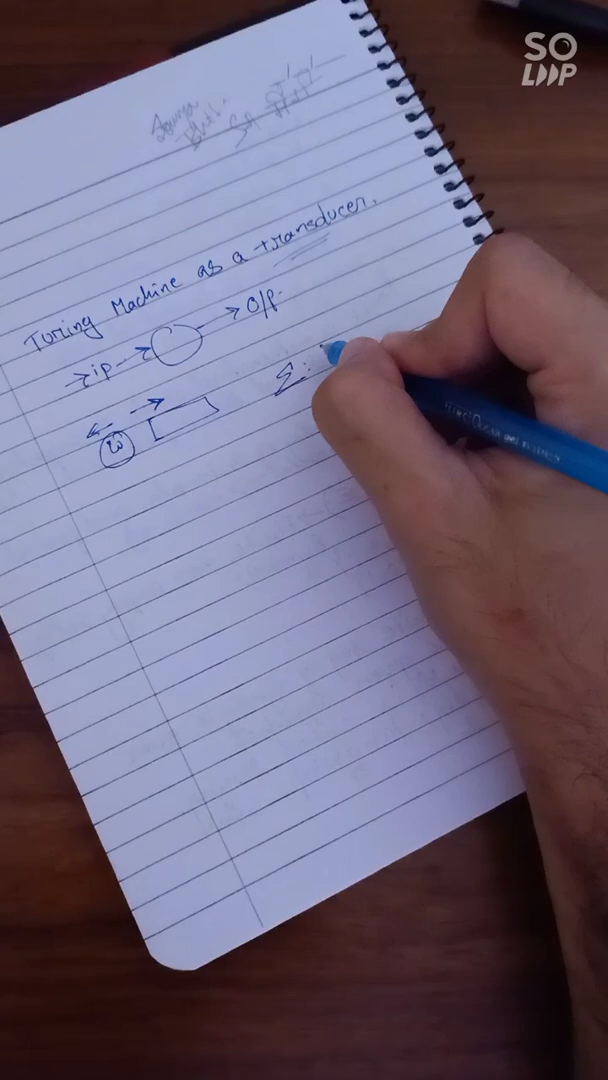 SO
LOOP
Turing Machine as a transducer.
→ ip → → O/P.
Σ:
← →
ω